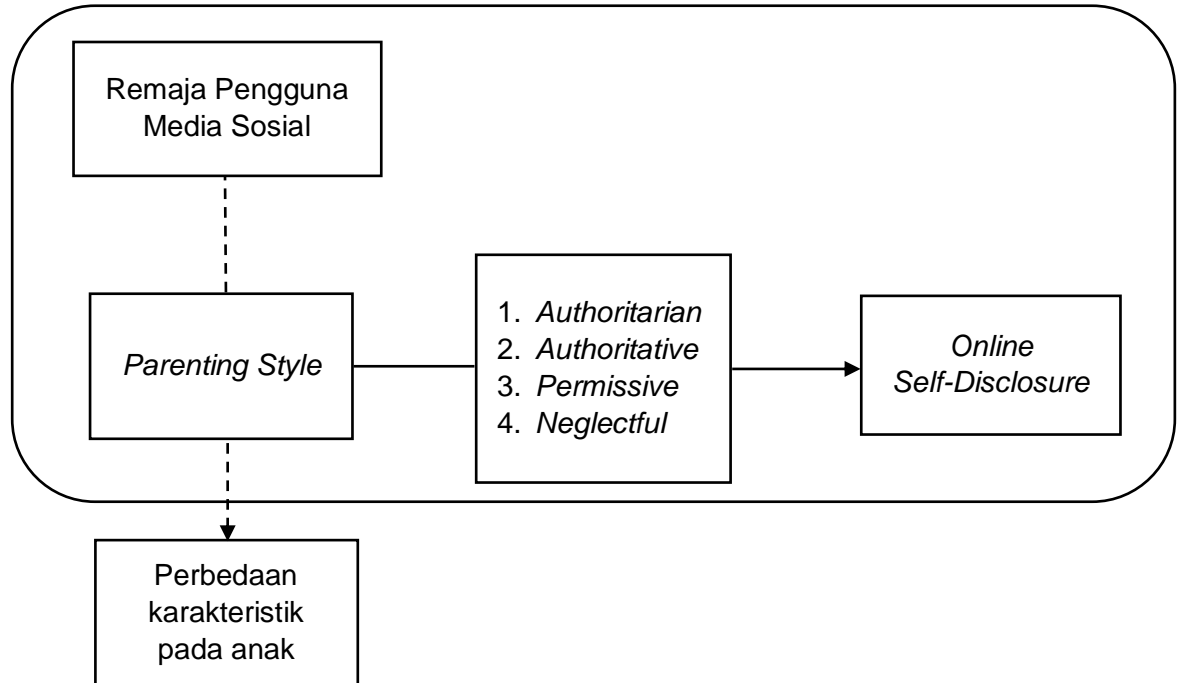 Remaja Pengguna
Media Sosial
Parenting Style
1. Authoritarian
2. Authoritative
3. Permissive
4. Neglectful
Online
Self-Disclosure
Perbedaan
karakteristik
pada anak